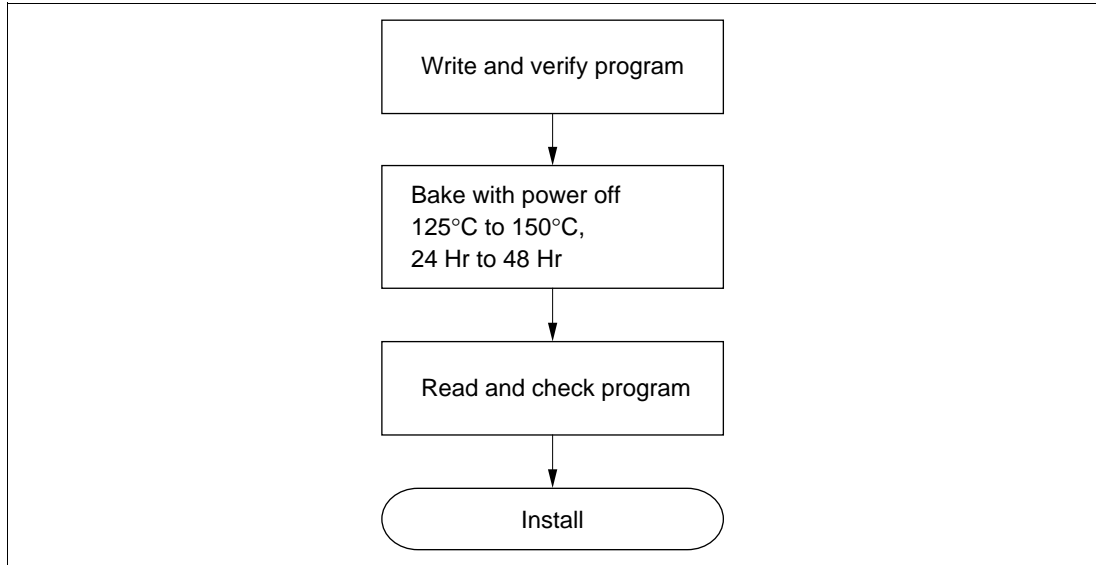 Write and verify program
Bake with power off
125°C to 150°C,
24 Hr to 48 Hr
Read and check program
Install